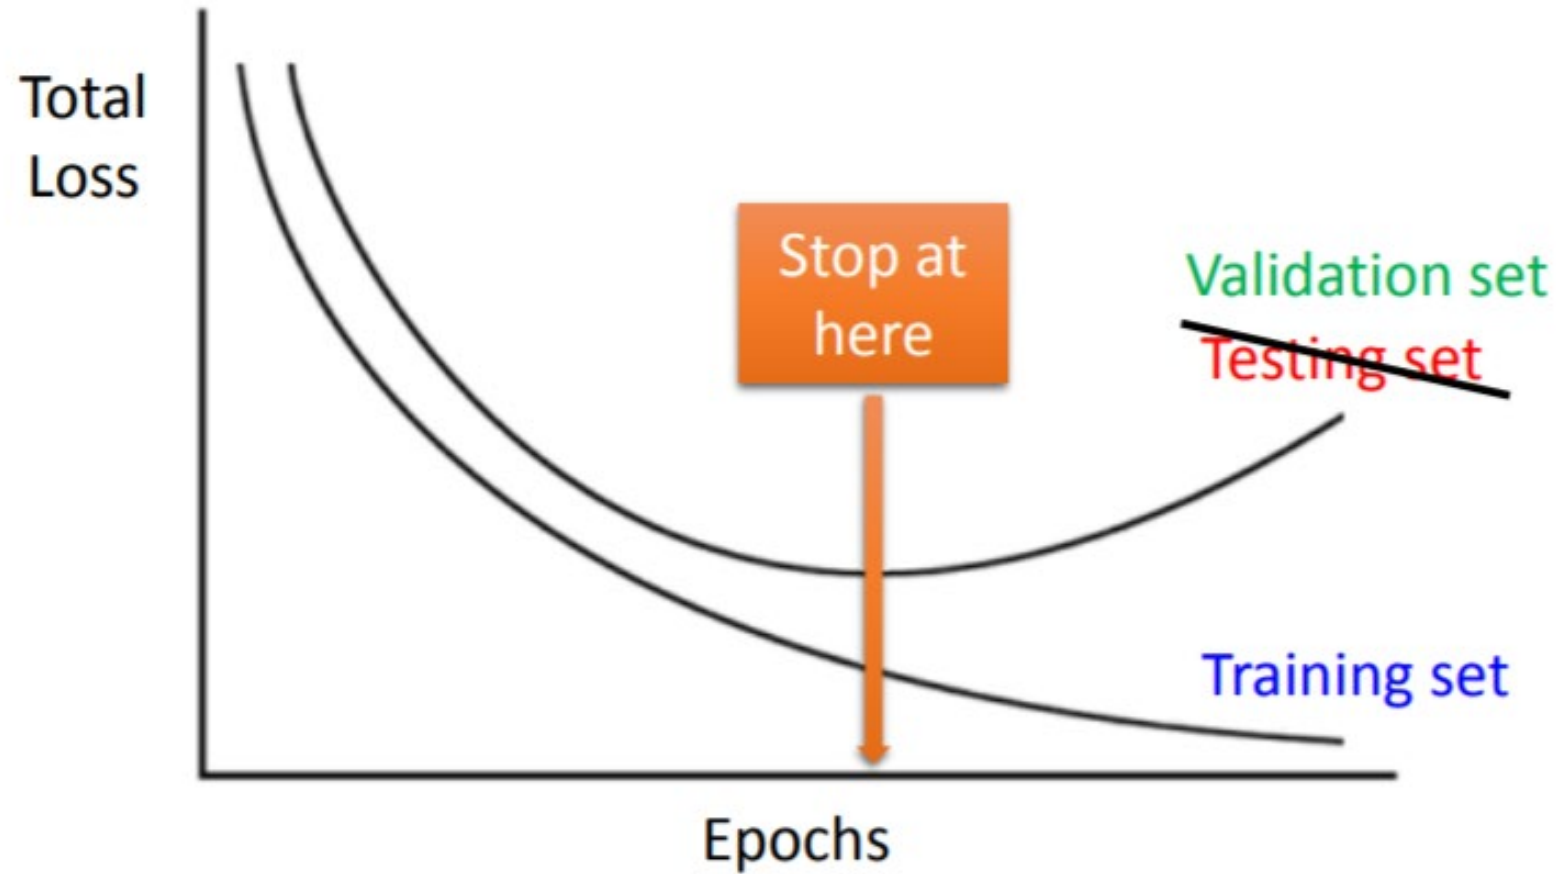 Total
Loss
Stop at
here
Validation set
Testing set
Training set
Epochs